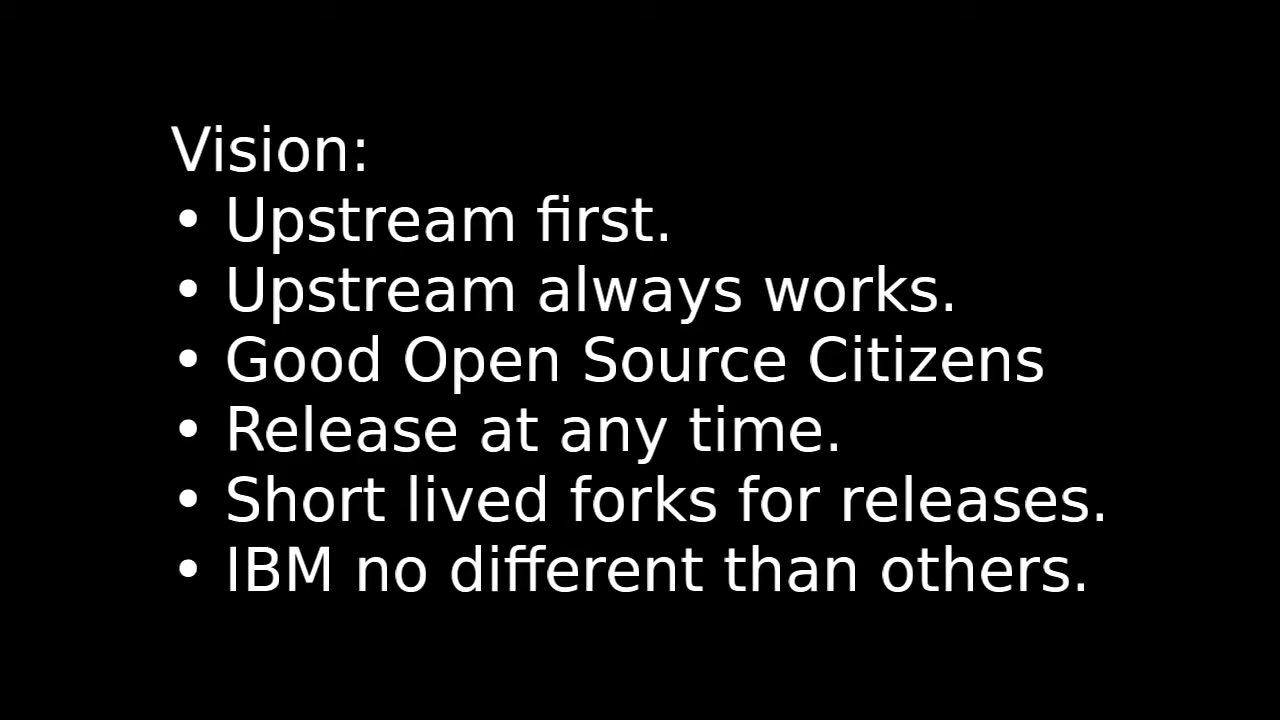 Vision:
• Upstream first.
• Upstream always works.
• Good Open Source Citizens
• Release at any time.
• Short lived forks for releases.
• IBM no different than others.